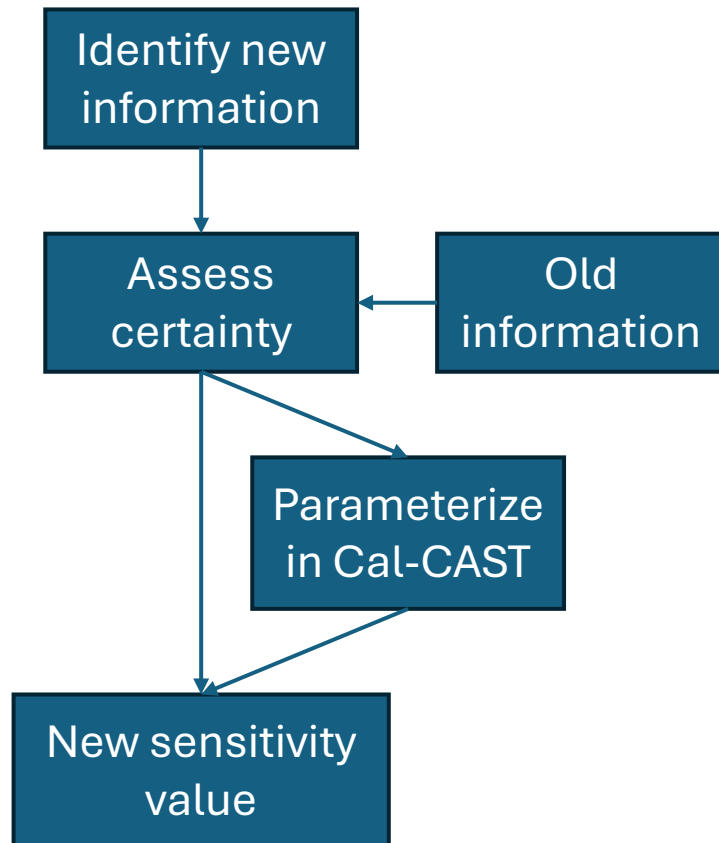 Identify new
information
Assess
certainty
Old
information
Parameterize
in Cal-CAST
New sensitivity
value